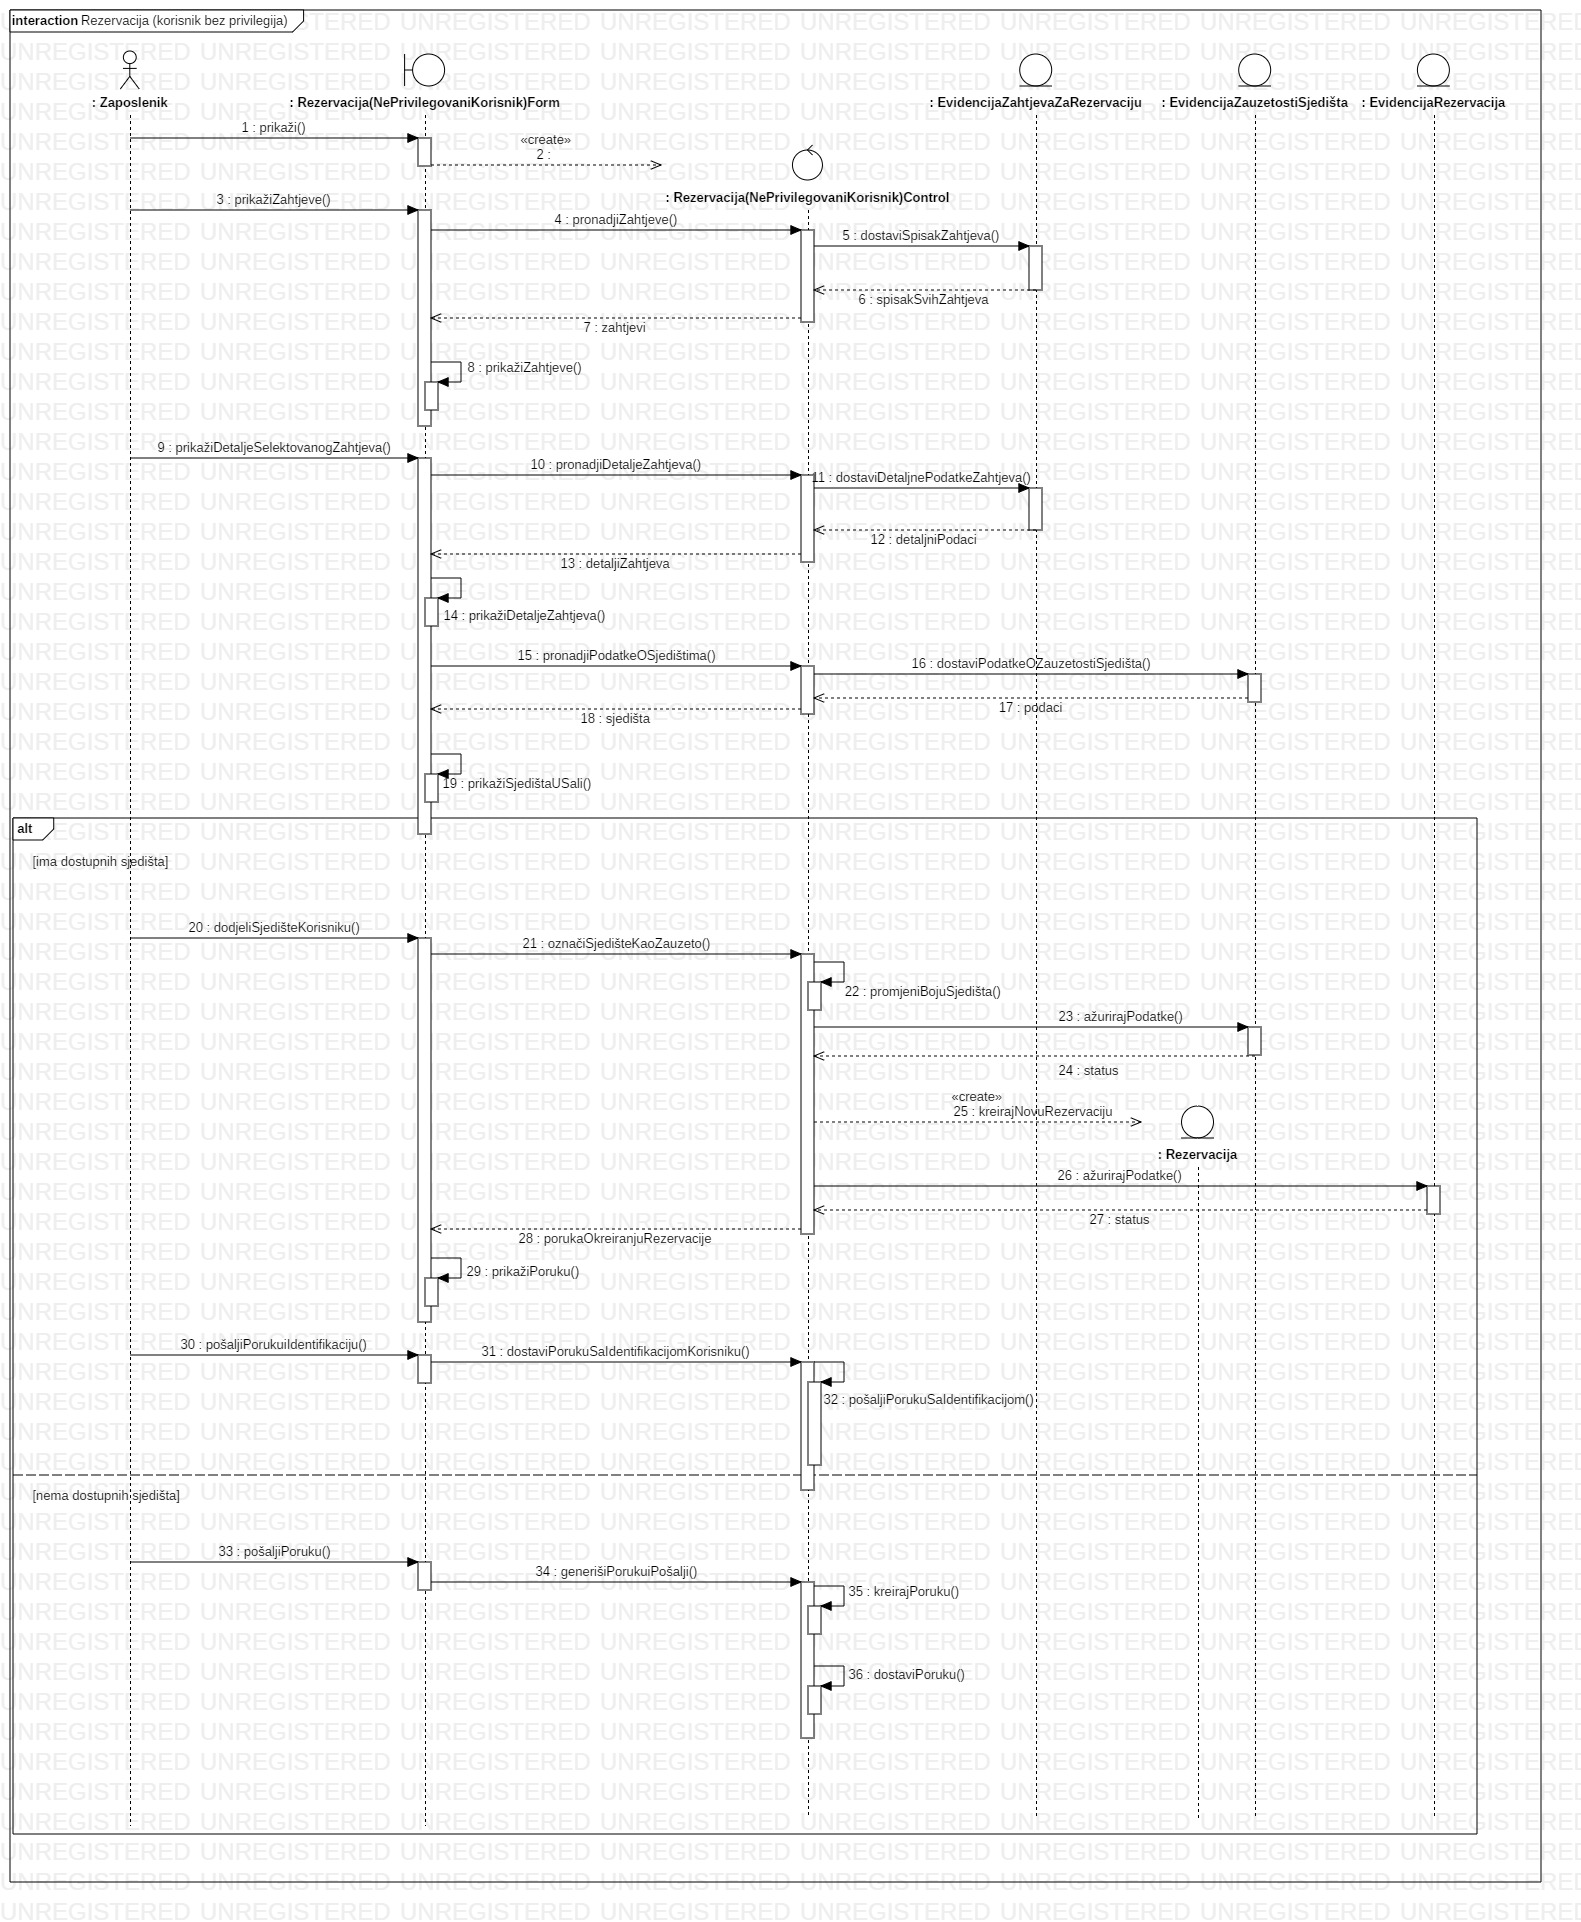 interaction Rezervacija (korisnik bez privilegija)
: Zaposlenik
: Rezervacija(NePrivilegovaniKorisnik)Form
: EvidencijaZahtjevaZaRezervaciju
: EvidencijaZauzetostiSjedišta
: EvidencijaRezervacija
1 : prikaži()
«create»
2 :
: Rezervacija(NePrivilegovaniKorisnik)Control
3 : prikažiZahtjeve()
4 : pronadjiZahtjeve()
5 : dostaviSpisakZahtjeva()
6 : spisakSvihZahtjeva
7 : zahtjevi
8 : prikažiZahtjeve()
9 : prikažiDetaljeSelektovanogZahtjeva()
10 : pronadjiDetaljeZahtjeva()
11 : dostaviDetaljnePodatkeZahtjeva()
12 : detaljniPodaci
13 : detaljiZahtjeva
14 : prikažiDetaljeZahtjeva()
15 : pronadjiPodatkeOSjedištima()
16 : dostaviPodatkeOZauzetostiSjedišta()
17 : podaci
18 : sjedišta
19 : prikažiSjedištaUSali()
alt
[ima dostupnih sjedišta]
20 : dodjeliSjedišteKorisniku()
21 : označiSjedišteKaoZauzeto()
22 : promjeniBojuSjedišta()
23 : ažurirajPodatke()
24 : status
«create»
25 : kreirajNovuRezervaciju
: Rezervacija
26 : ažurirajPodatke()
27 : status
28 : porukaOkreiranjuRezervacije
29 : prikažiPoruku()
30 : pošaljiPorukuiIdentifikaciju()
31 : dostaviPorukuSaIdentifikacijomKorisniku()
32 : pošaljiPorukuSaIdentifikacijom()
[nema dostupnih sjedišta]
33 : pošaljiPoruku()
34 : generišiPorukuiPošalji()
35 : kreirajPoruku()
36 : dostaviPoruku()
UNREGISTERED